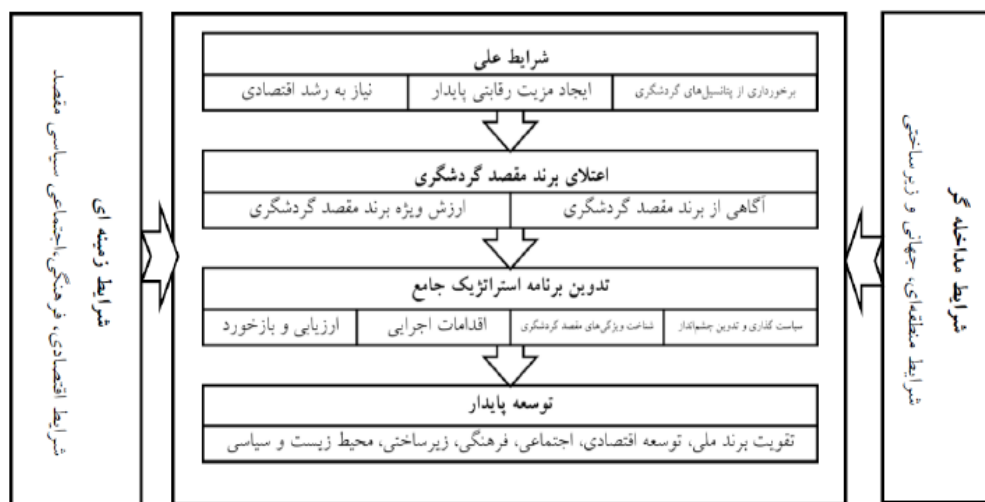 شرایط مداخله گر
شرایط منطقه‌ای، جهانی و زیرساختی
شرایط علی
برخورداری از پتانسیل‌های گردشگری
ایجاد مزیت رقابتی پایدار
نیاز به رشد اقتصادی
اعتلای برند مقصد گردشگری
آگاهی از برند مقصد گردشگری
ارزش ویژه برند مقصد گردشگری
تدوین برنامه استراتژیک جامع
سیاست گذاری و تدوین چشم‌انداز
شناخت ویژگی‌های مقصد گردشگری
اقدامات اجرایی
ارزیابی و بازخورد
توسعه پایدار
تقویت برند ملی، توسعه اقتصادی، اجتماعی، فرهنگی، زیرساختی، محیط زیست و سیاسی
شرایط زمینه ای
شرایط اقتصادی، فرهنگی،اجتماعی سیاسی مقصد